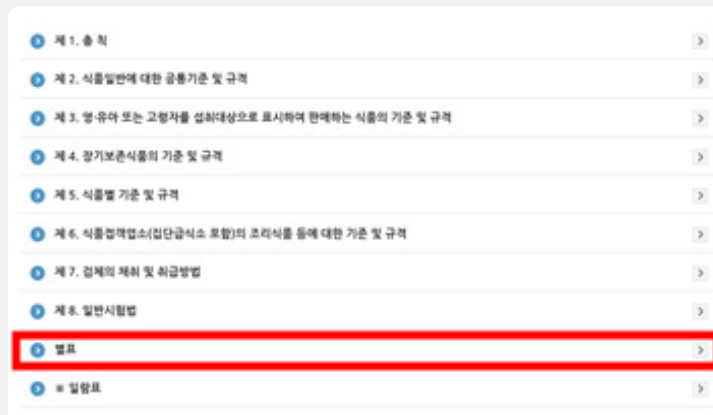 제 1. 총 칙
제 2. 식품일반에 대한 공통기준 및 규격
제 3. 영·유아 또는 고령자를 섭취대상으로 표시하여 판매하는 식품의 기준 및 규격
제 4. 장기보존식품의 기준 및 규격
제 5. 식품별 기준 및 규격
제 6. 식품접객업소(집단급식소 포함)의 조리식품 등에 대한 기준 및 규격
제 7. 검체의 채취 및 취급방법
제 8. 일반시험법
별표
※ 일람표